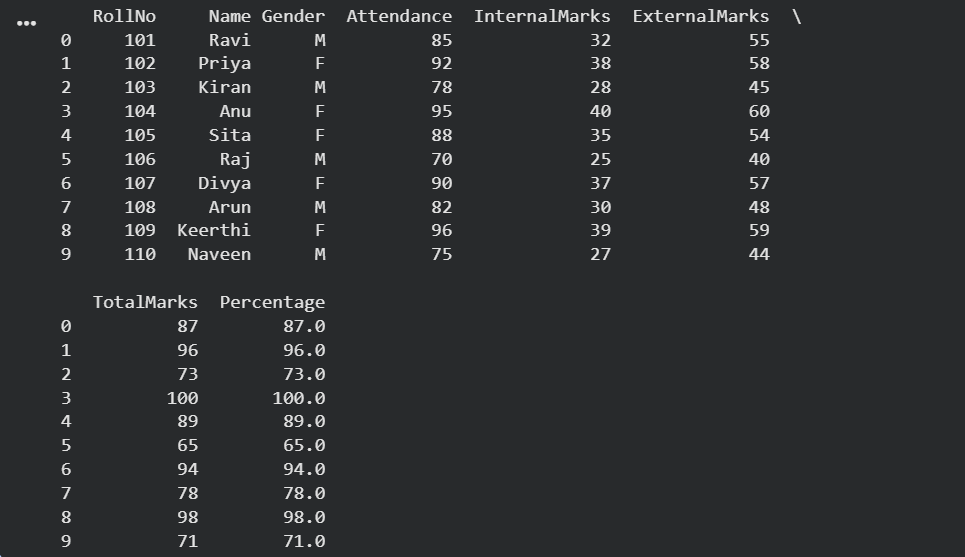 ... RollNo Name Gender Attendance InternalMarks ExternalMarks \
0 101 Ravi M 85 32 55
1 102 Priya F 92 38 58
2 103 Kiran M 78 28 45
3 104 Anu F 95 40 60
4 105 Sita F 88 35 54
5 106 Raj M 70 25 40
6 107 Divya F 90 37 57
7 108 Arun M 82 30 48
8 109 Keerthi F 96 39 59
9 110 Naveen M 75 27 44
TotalMarks Percentage
0 87 87.0
1 96 96.0
2 73 73.0
3 100 100.0
4 89 89.0
5 65 65.0
6 94 94.0
7 78 78.0
8 98 98.0
9 71 71.0